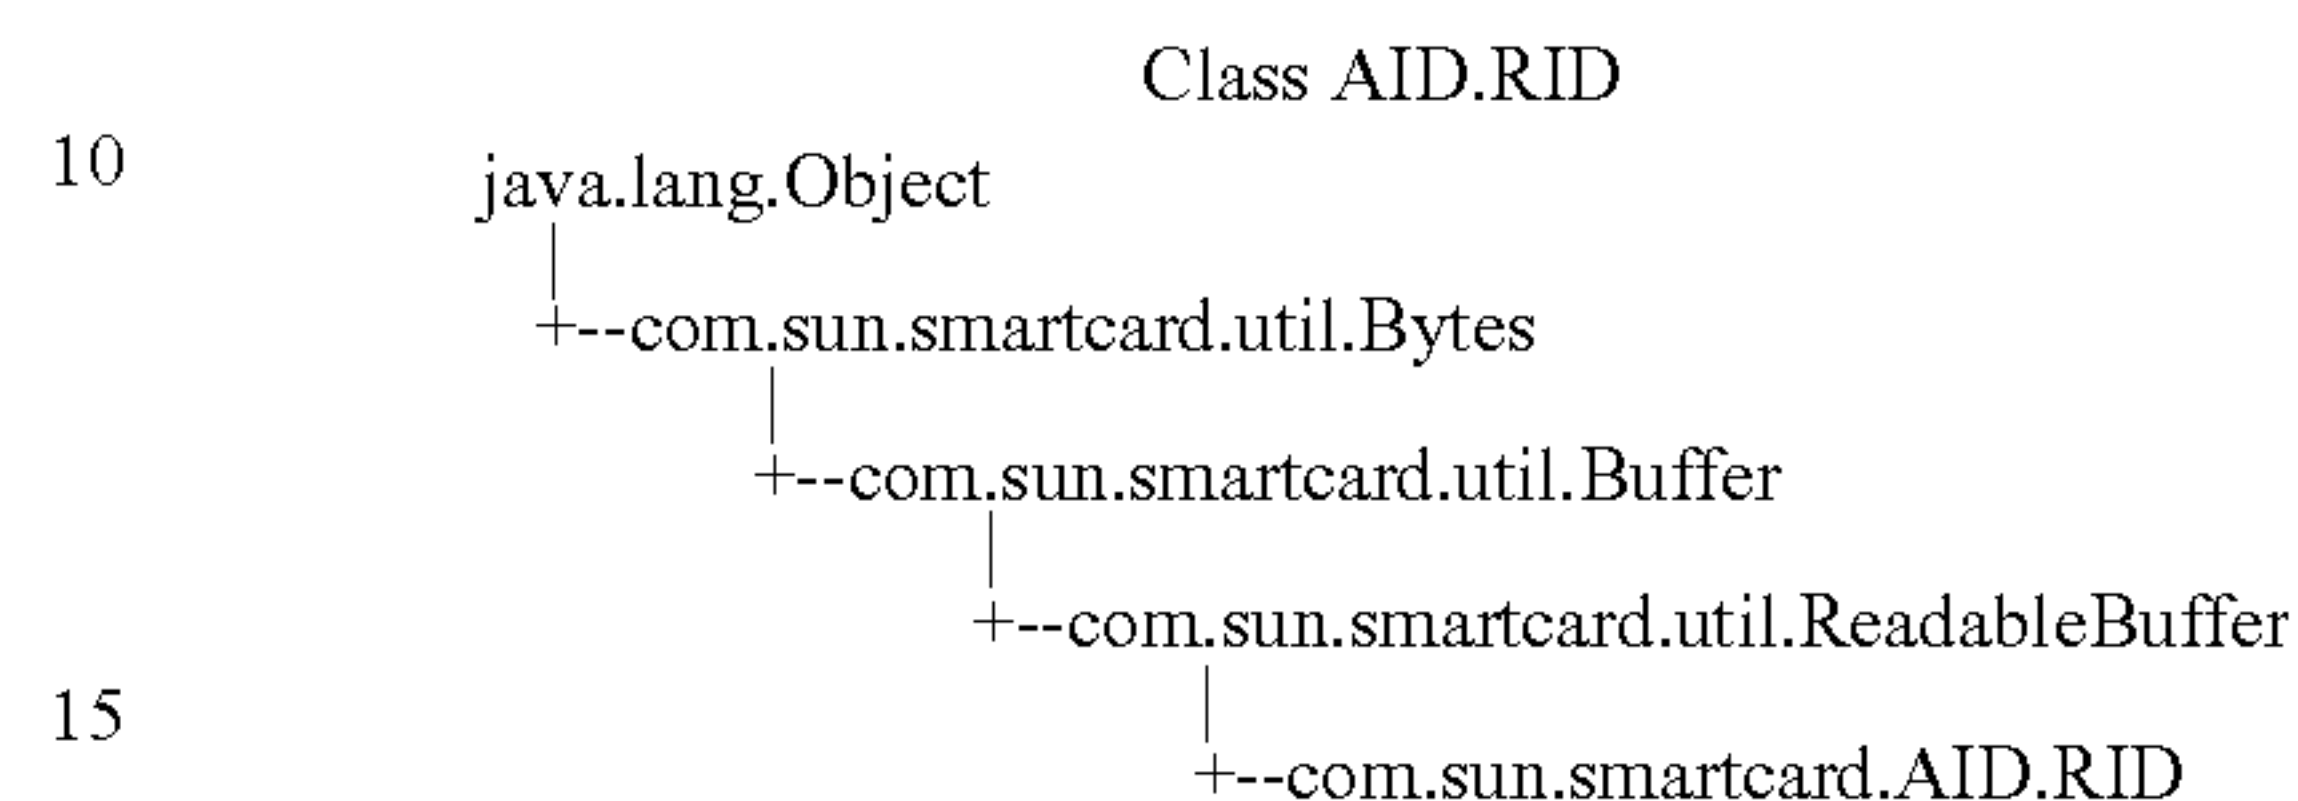 Class AID.RID
10
java.lang.Object
|
+--com.sun.smartcard.util.Bytes
|
+--com.sun.smartcard.util.Buffer
|
+--com.sun.smartcard.util.ReadableBuffer
15
|
+--com.sun.smartcard.AID.RID